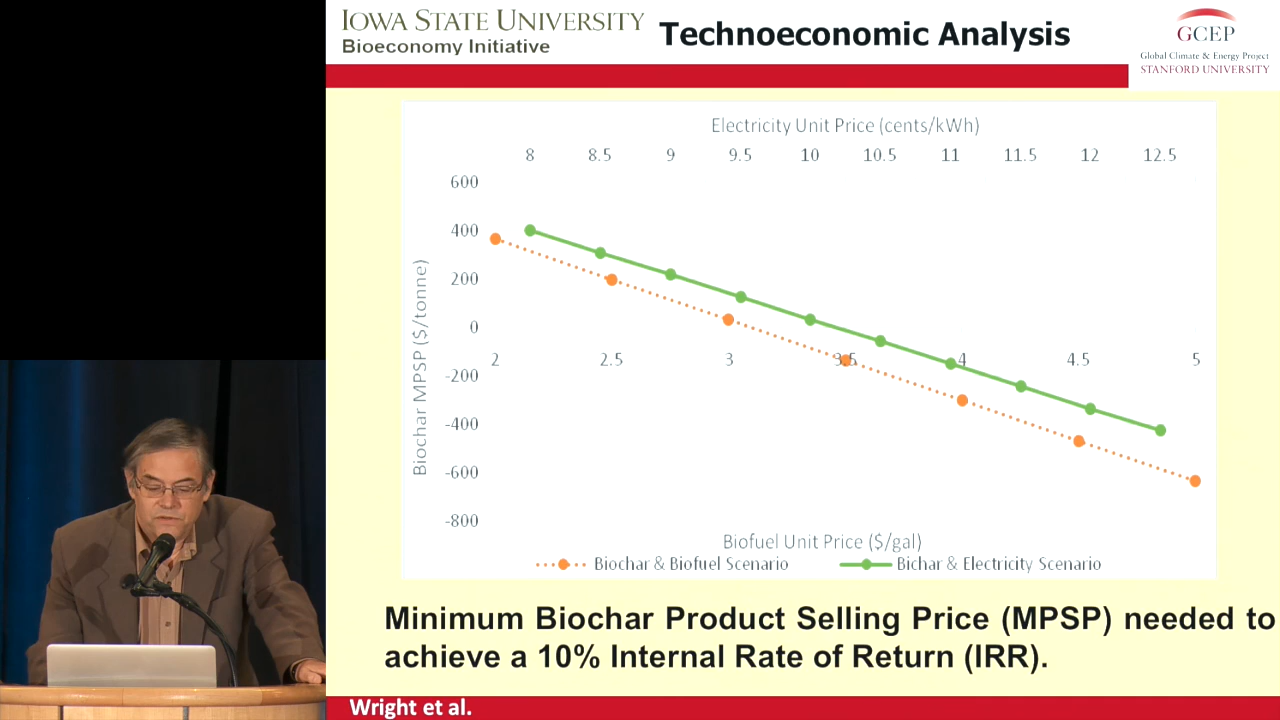 IOWA STATE UNIVERSITY
Bioeconomy Initiative
Technoeconomic Analysis
GCEP
Global Climate & Energy Project
STANFORD UNIVERSITY
Electricity Unit Price (cents/kWh)
8 8.5 9 9.5 10 10.5 11 11.5 12 12.5
Biochar MPSP ($/tonne)
600
400
200
0
-200
-400
-600
-800
2 2.5 3 3.5 4 4.5 5
Biofuel Unit Price ($/gal)
Biochar & Biofuel Scenario Bichar & Electricity Scenario
Minimum Biochar Product Selling Price (MPSP) needed to
achieve a 10% Internal Rate of Return (IRR).
Wright et al.